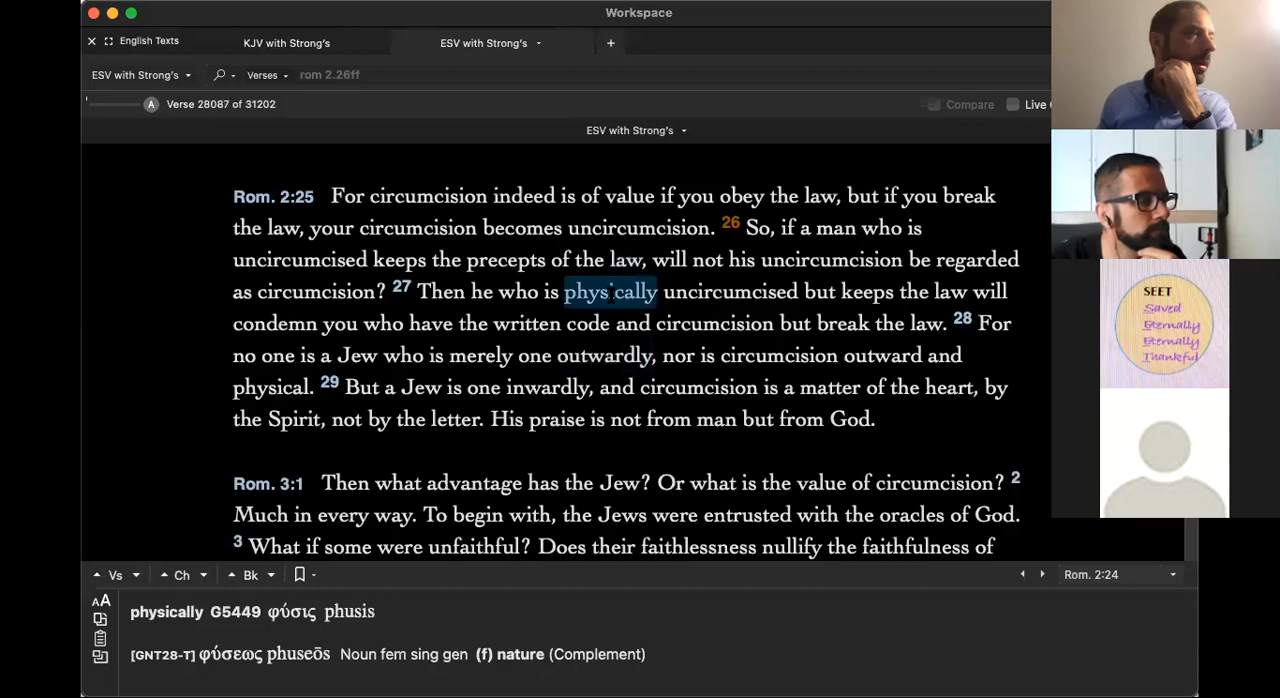 Workspace
English Texts
KJV with Strong's
ESV with Strong's
+
ESV with Strong's
Verses
rom 2.26ff
A
Verse 28087 of 31202
Compare
Live
ESV with Strong's
Rom. 2:25 For circumcision indeed is of value if you obey the law, but if you break
the law, your circumcision becomes uncircumcision. 26 So, if a man who is
uncircumcised keeps the precepts of the law, will not his uncircumcision be regarded
as circumcision? 27 Then he who is physically uncircumcised but keeps the law will
condemn you who have the written code and circumcision but break the law. 28 For
no one is a Jew who is merely one outwardly, nor is circumcision outward and
physical. 29 But a Jew is one inwardly, and circumcision is a matter of the heart, by
the Spirit, not by the letter. His praise is not from man but from God.
Rom. 3:1 Then what advantage has the Jew? Or what is the value of circumcision? 2
Much in every way. To begin with, the Jews were entrusted with the oracles of God.
3 What if some were unfaithful? Does their faithlessness nullify the faithfulness of
Vs
Ch
Bk
Rom. 2:24
AA
physically G5449 φύσις phusis
[GNT28-T] φύσεως phuseōs Noun fem sing gen (f) nature (Complement)
SEET
Saved
Eternally
Eternally
Thankful